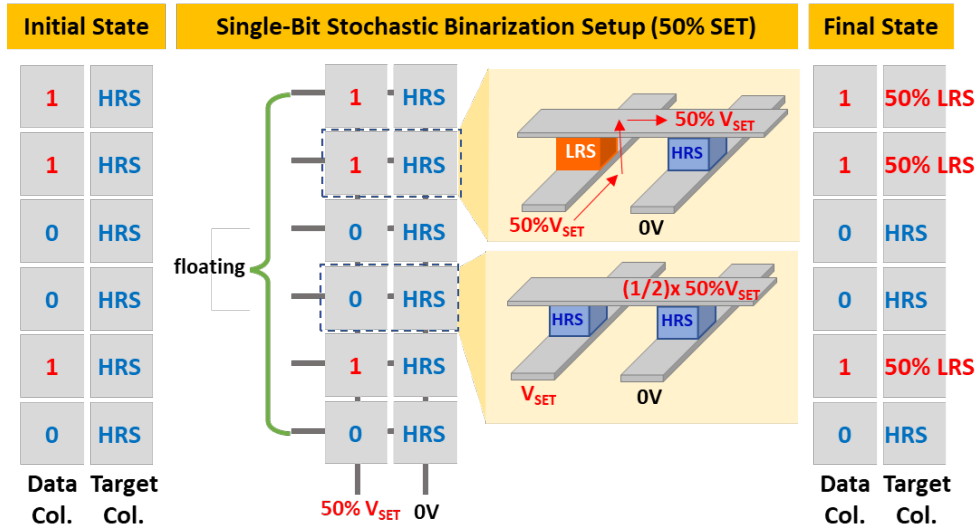 Initial State
Single-Bit Stochastic Binarization Setup (50% SET)
Final State
1 HRS
1 HRS
0 HRS
0 HRS
1 HRS
0 HRS
Data Target
Col. Col.
floating
1 HRS
1 HRS
0 HRS
0 HRS
1 HRS
0 HRS
50% VSET 0V
50% VSET
LRS HRS
50%VSET 0V
(1/2)x 50%VSET
HRS HRS
VSET 0V
1 50% LRS
1 50% LRS
0 HRS
0 HRS
1 50% LRS
0 HRS
Data Target
Col. Col.